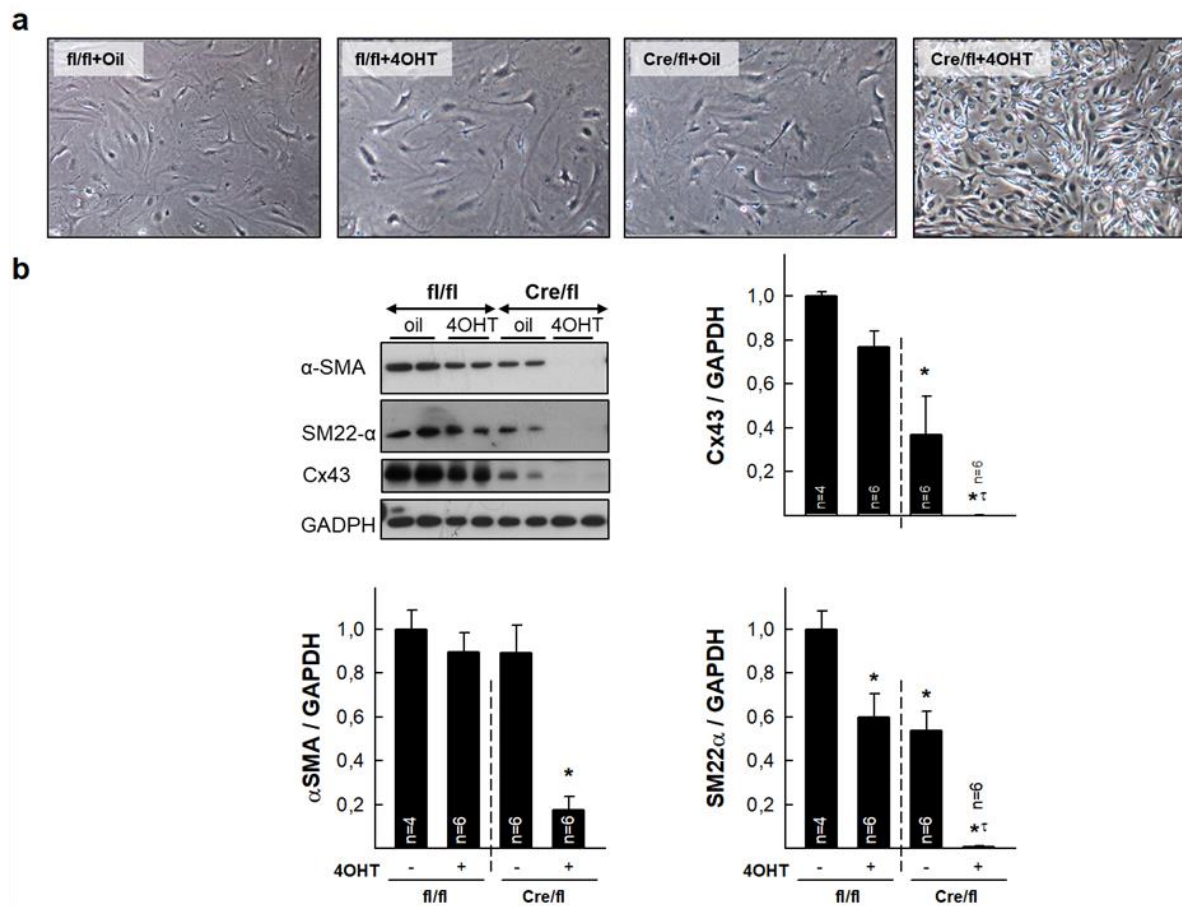 a
fl/fl+Oil
fl/fl+4OHT
Cre/fl+Oil
Cre/fl+4OHT
b
fl/fl Cre/fl
oil 4OHT oil 4OHT
α-SMA
SM22-α
Cx43
GADPH
Cx43 / GAPDH
1,0
0,8
0,6
0,4
0,2
*
* τ
n=4
n=6
n=6
n=6
αSMA / GAPDH
1,0
0,8
0,6
0,4
0,2
*
n=4
n=6
n=6
n=6
4OHT - + - +
fl/fl Cre/fl
SM22α / GAPDH
1,0
0,8
0,6
0,4
0,2
*
*
* τ
n=4
n=6
n=6
n=6
4OHT - + - +
fl/fl Cre/fl